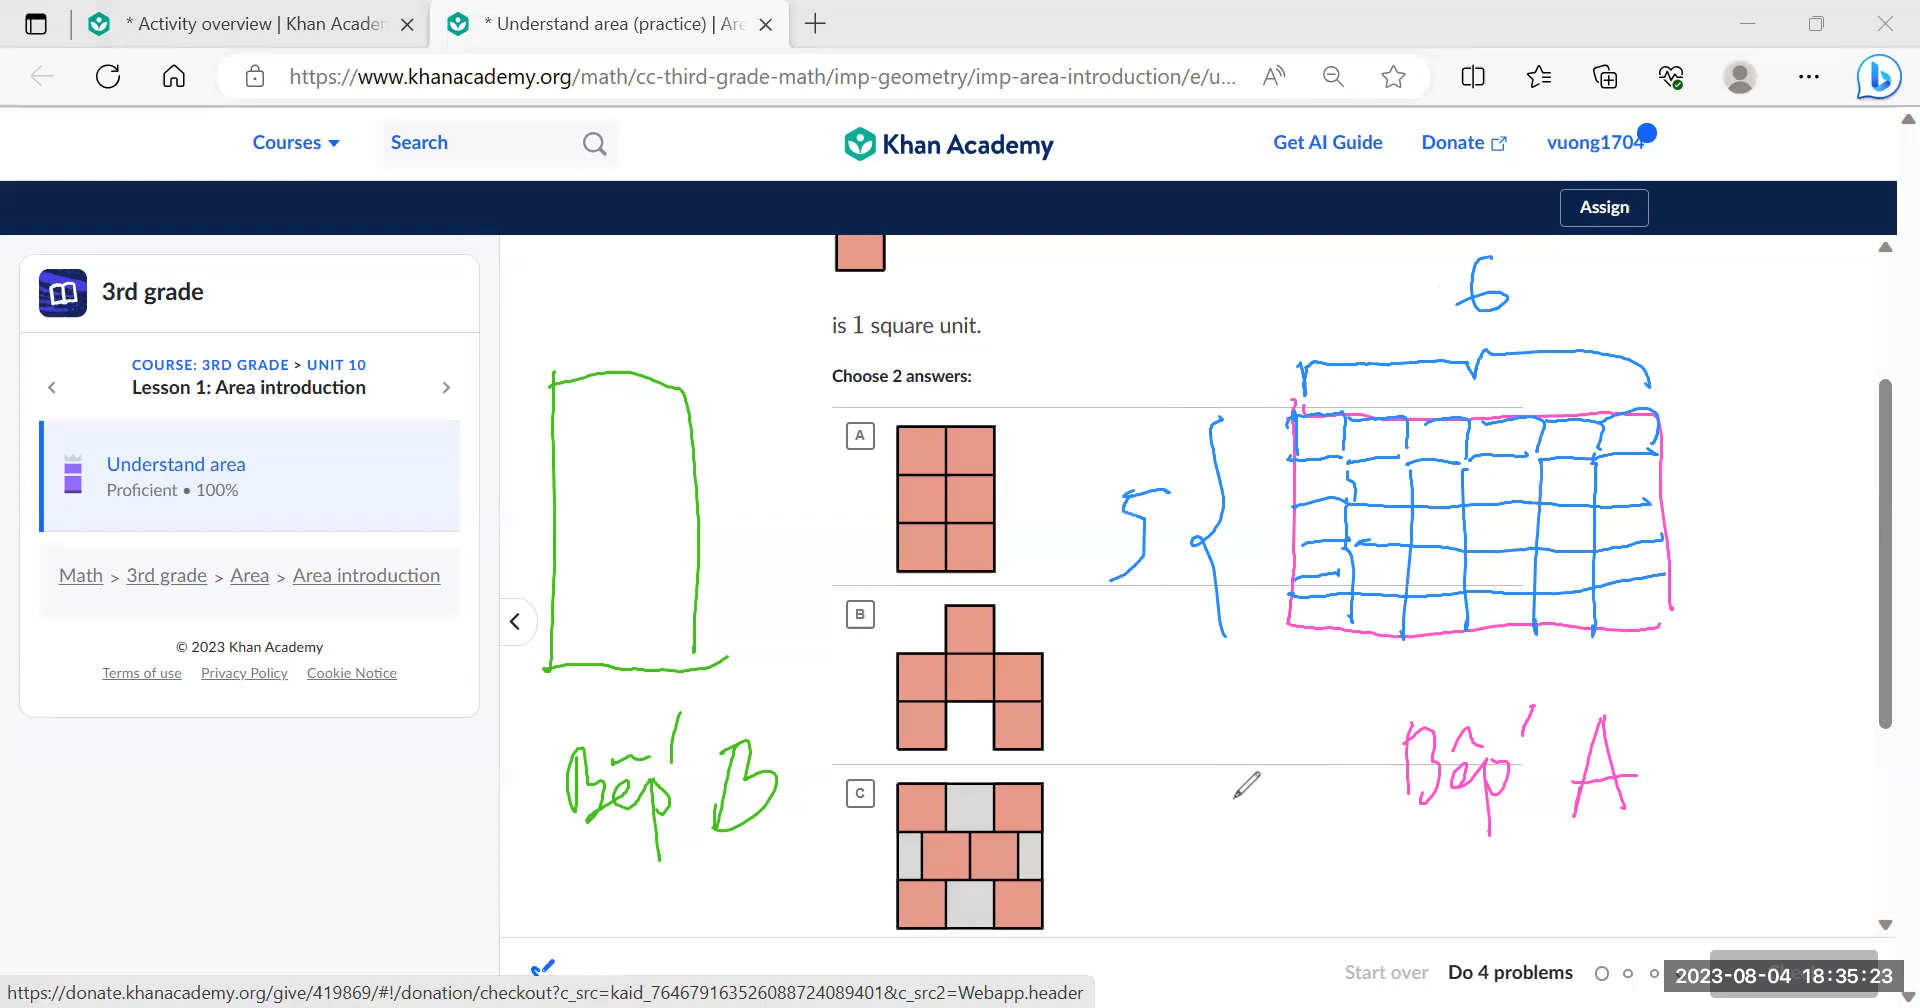 * Activity overview | Khan Acade
* Understand area (practice) | Are
https://www.khanacademy.org/math/cc-third-grade-math/imp-geometry/imp-area-introduction/e/u...
Courses
Search
Khan Academy
Get AI Guide
Donate
vuong1704
Assign
3rd grade
COURSE: 3RD GRADE > UNIT 10
Lesson 1: Area introduction
Understand area
Proficient • 100%
Math > 3rd grade > Area > Area introduction
© 2023 Khan Academy
Terms of use Privacy Policy Cookie Notice
is 1 square unit.
Choose 2 answers:
A
B
C
6
5
Bếp B
Bếp A
Start over
Do 4 problems
2023-08-04 18:35:23
https://donate.khanacademy.org/give/419869/#!/donation/checkout?c_src=kaid_764679163526088724089401&c_src2=Webapp.header